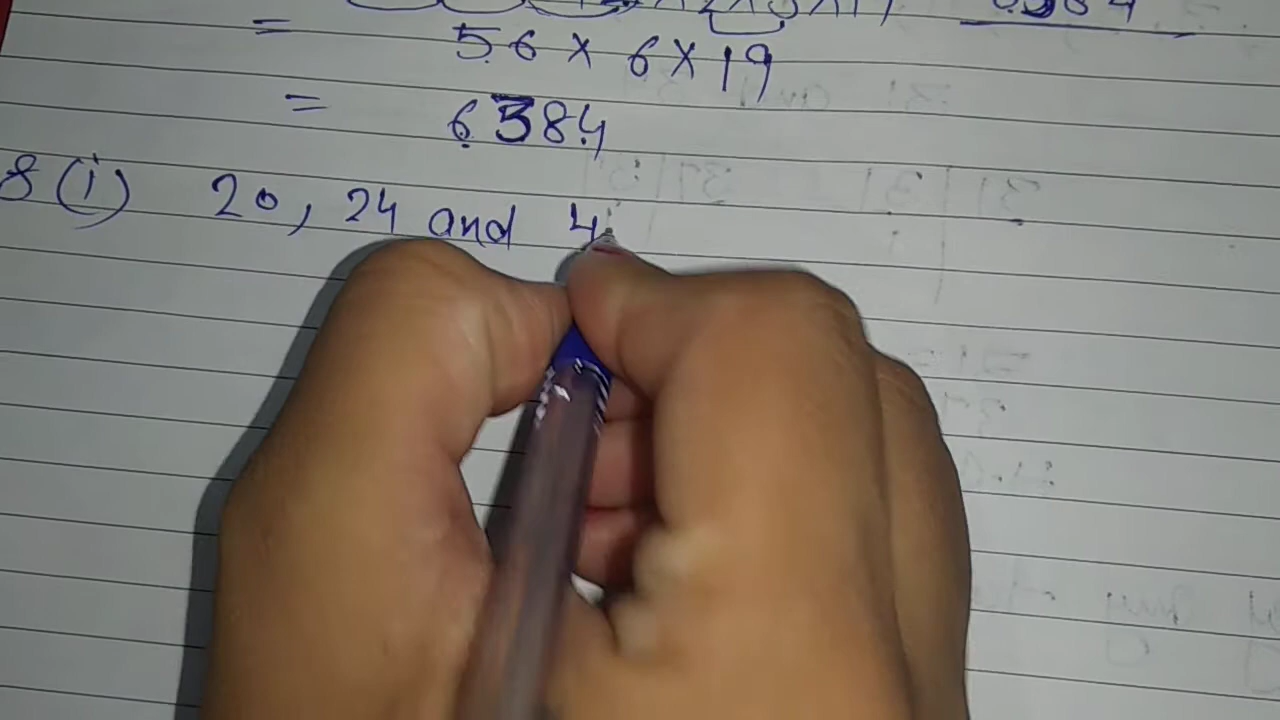 = 56 × 6 × 19
= 6384
8 (i) 20, 24 and 4